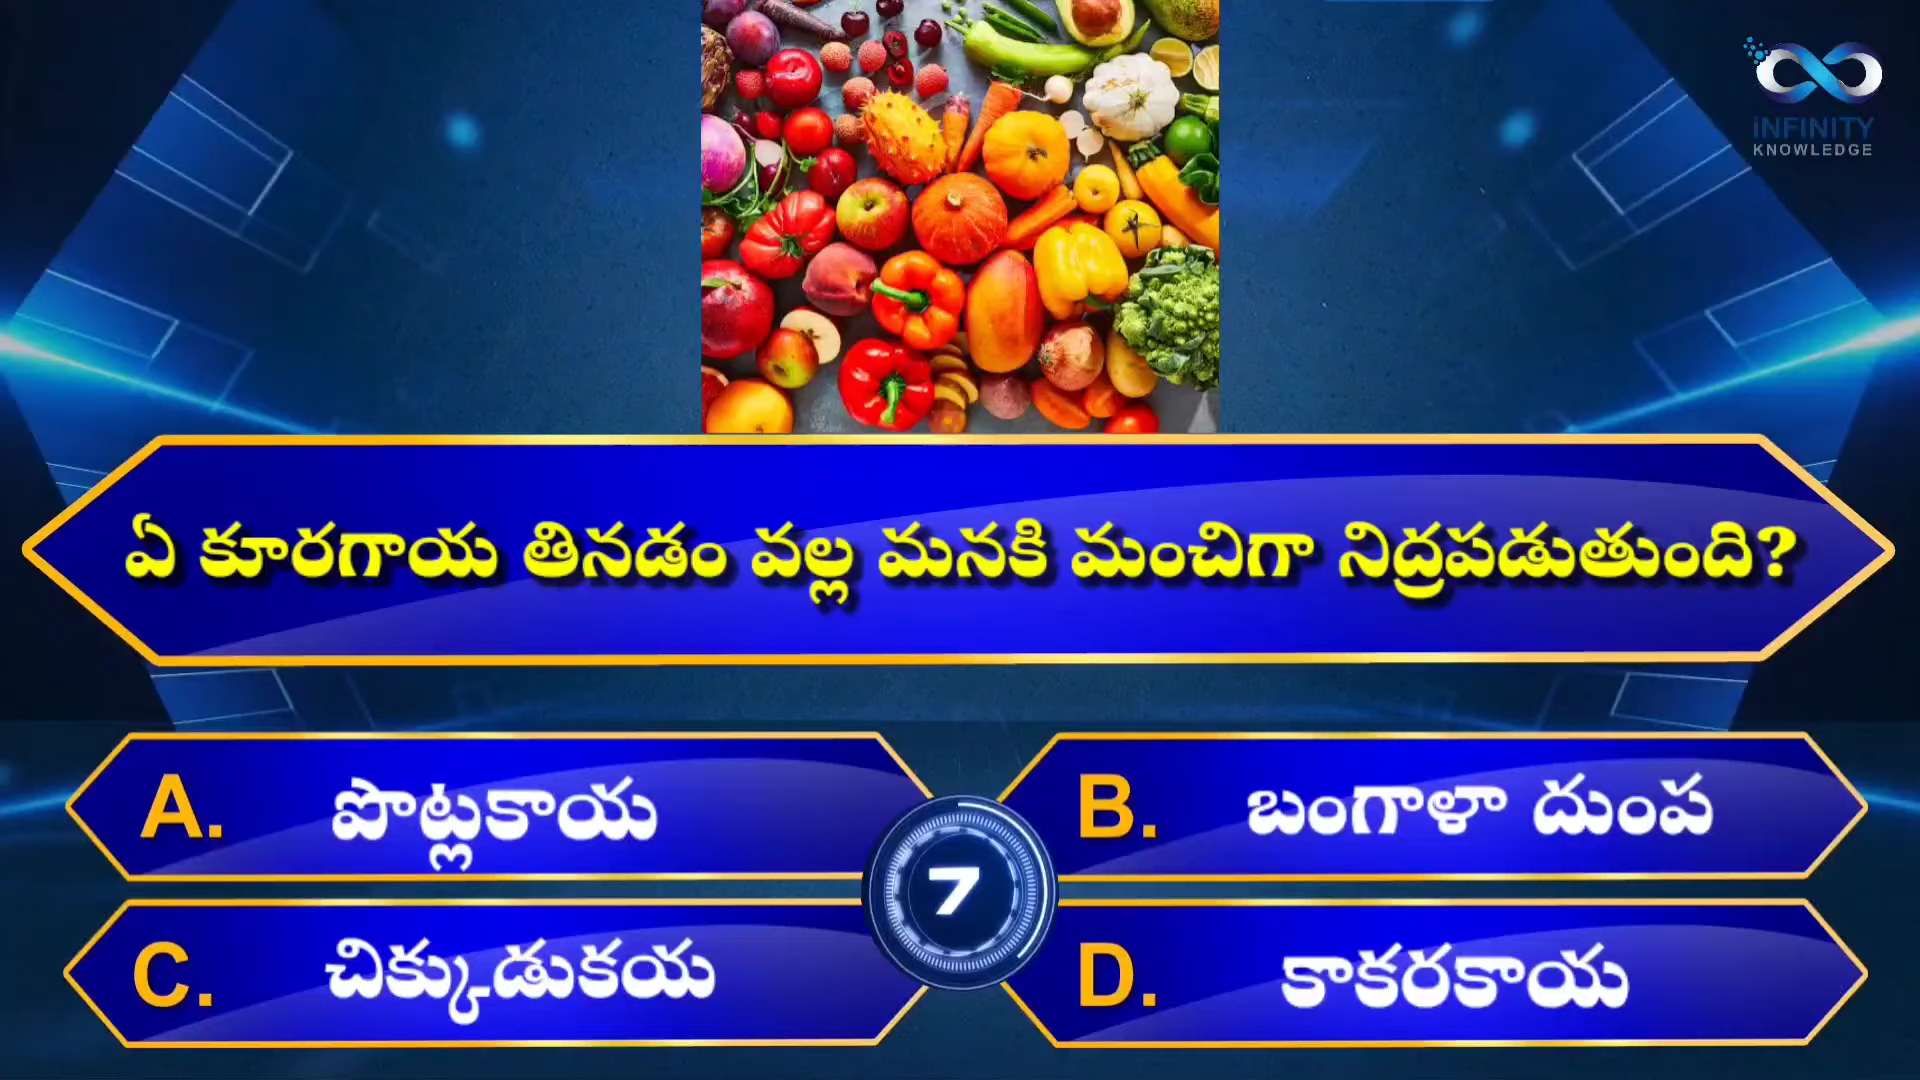 iNFINITY
KNOWLEDGE
ఏ కూరగాయ తినడం వల్ల మనకి మంచిగా నిద్రపడుతుంది?
A. పొట్లకాయ
B. బంగాళా దుంప
7
C. చిక్కుడుకయ
D. కాకరకాయ